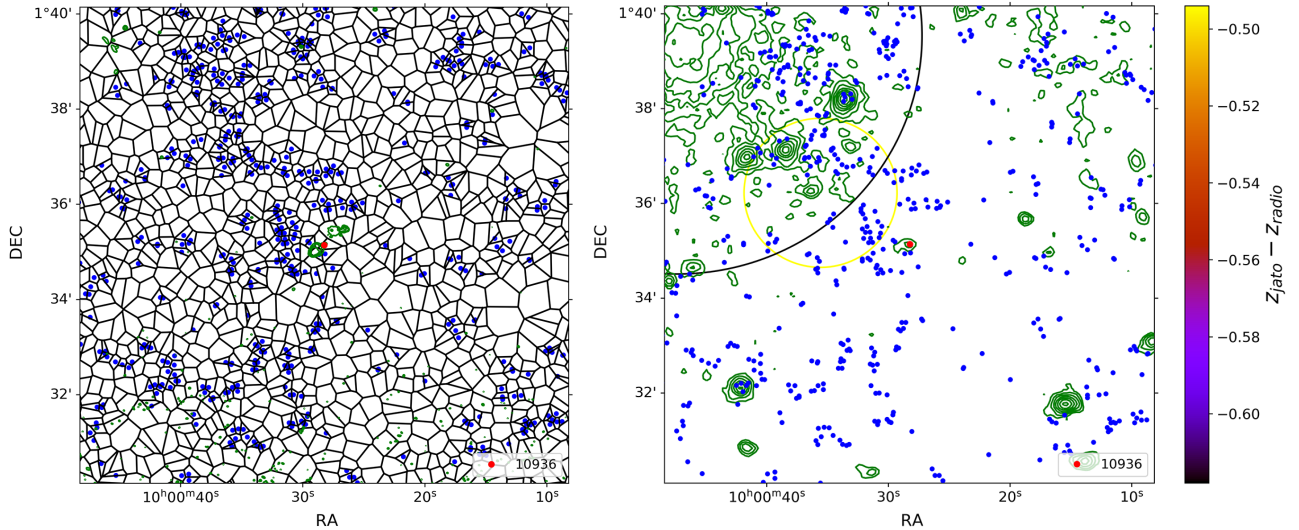 1°40'
38'
36'
34'
32'
DEC
10ʰ00ᵐ40ˢ
30ˢ
20ˢ
10ˢ
RA
10936
1°40'
38'
36'
34'
32'
DEC
10ʰ00ᵐ40ˢ
30ˢ
20ˢ
10ˢ
RA
10936
−0.50
−0.52
−0.54
−0.56
−0.58
−0.60
z_jato − z_radio